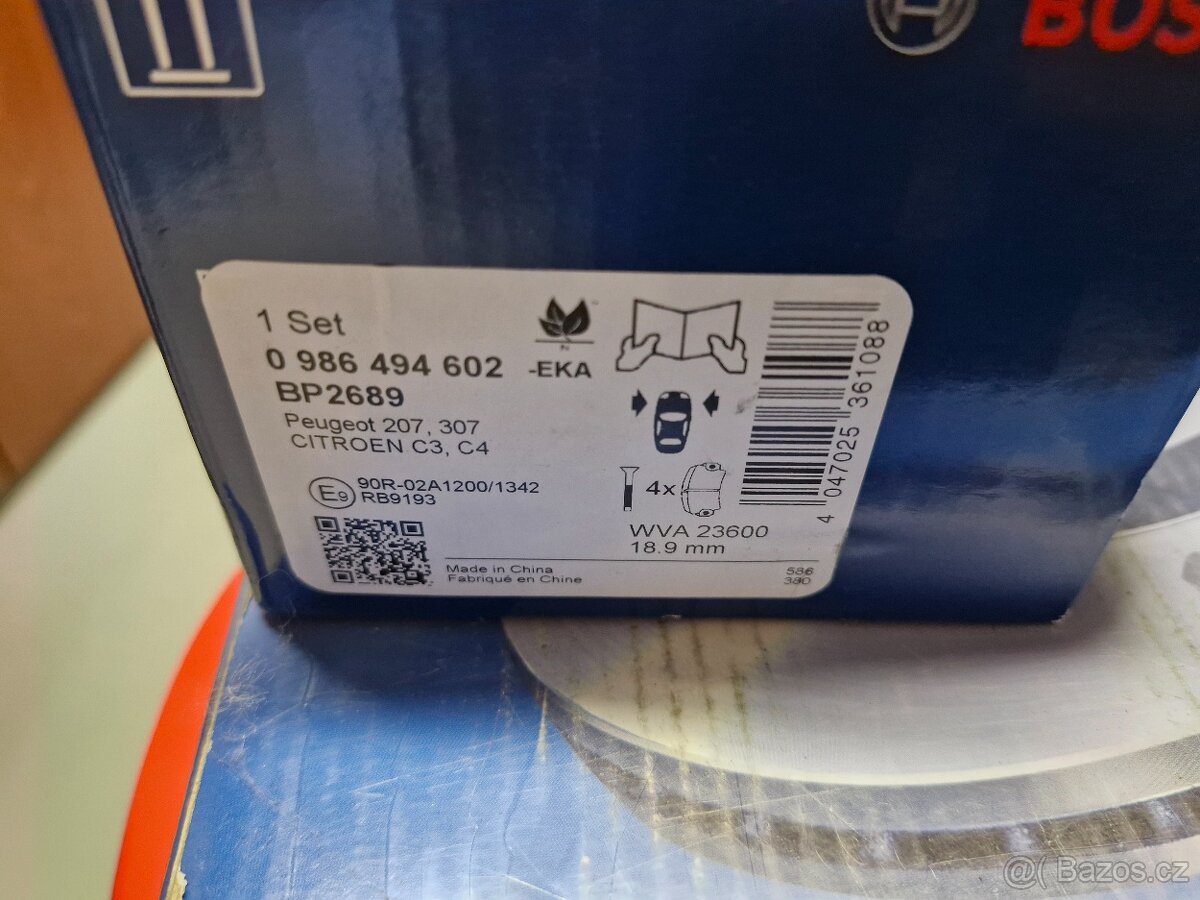 BOS
1 Set
0 986 494 602 -EKA
BP2689
Peugeot 207, 307
CITROEN C3, C4
E9 90R-02A1200/1342
RB9193
4x
WVA 23600
18.9 mm
Made in China
Fabriqué en Chine
586
380
4 047025 361088
@( Bazos.cz